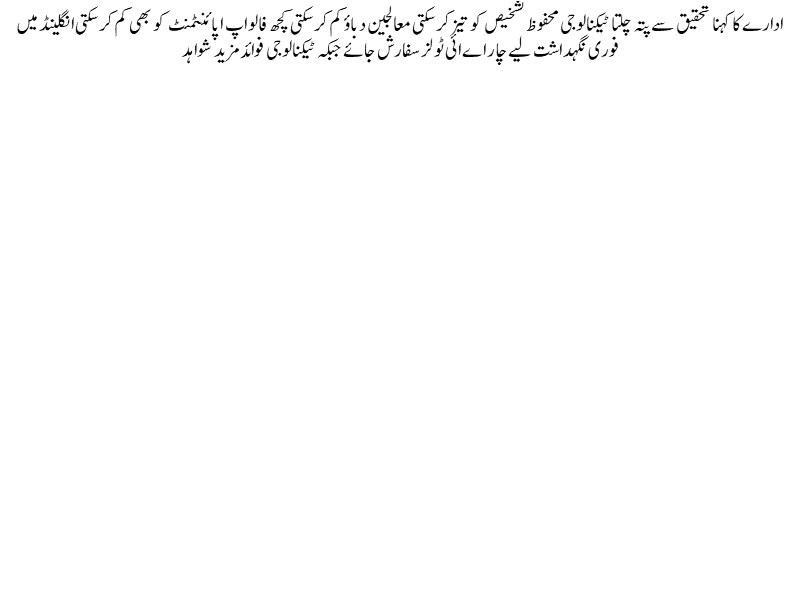 ادارے کا کہنا تحقیق سے پتہ چلتا ٹیکنالوجی محفوظ تشخیص کو تیز کر سکتی معالجین دباؤ کم کر سکتی کچھ فالو اپ اپائنٹمنٹ کو بھی کم کر سکتی انگلینڈ میں
فوری نگہداشت لیے چار اے آئی ٹولز سفارش جائے جبکہ ٹیکنالوجی فوائد مزید شواہد